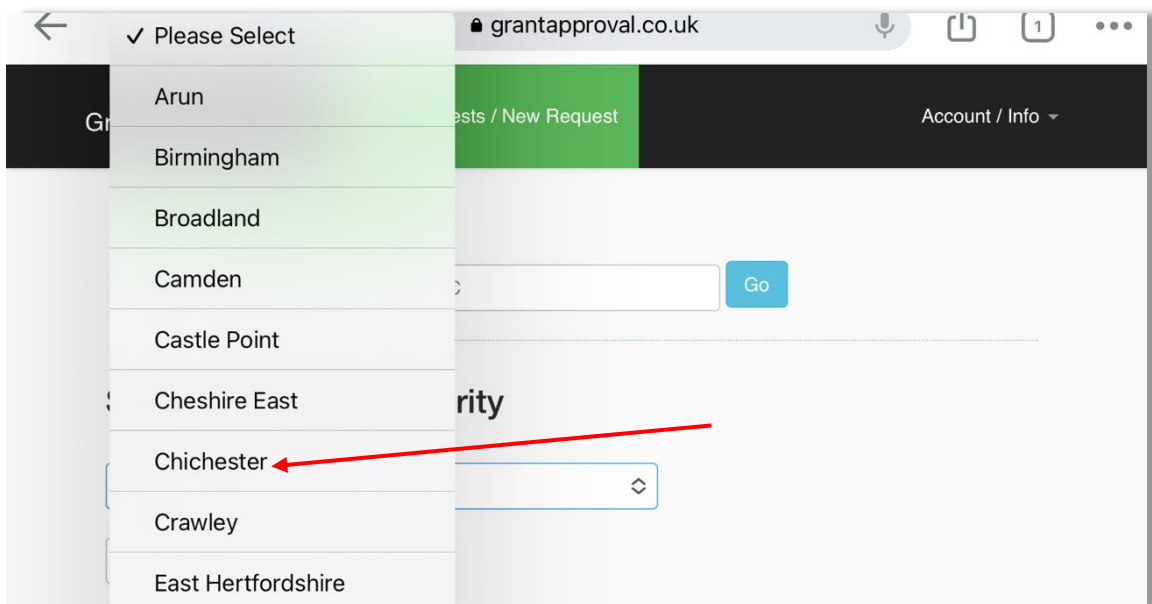 ✓ Please Select
grantapproval.co.uk
1
Arun
Gr
ests / New Request
Account / Info
Birmingham
Broadland
Camden
Go
Castle Point
Cheshire East
rity
Chichester
Crawley
East Hertfordshire